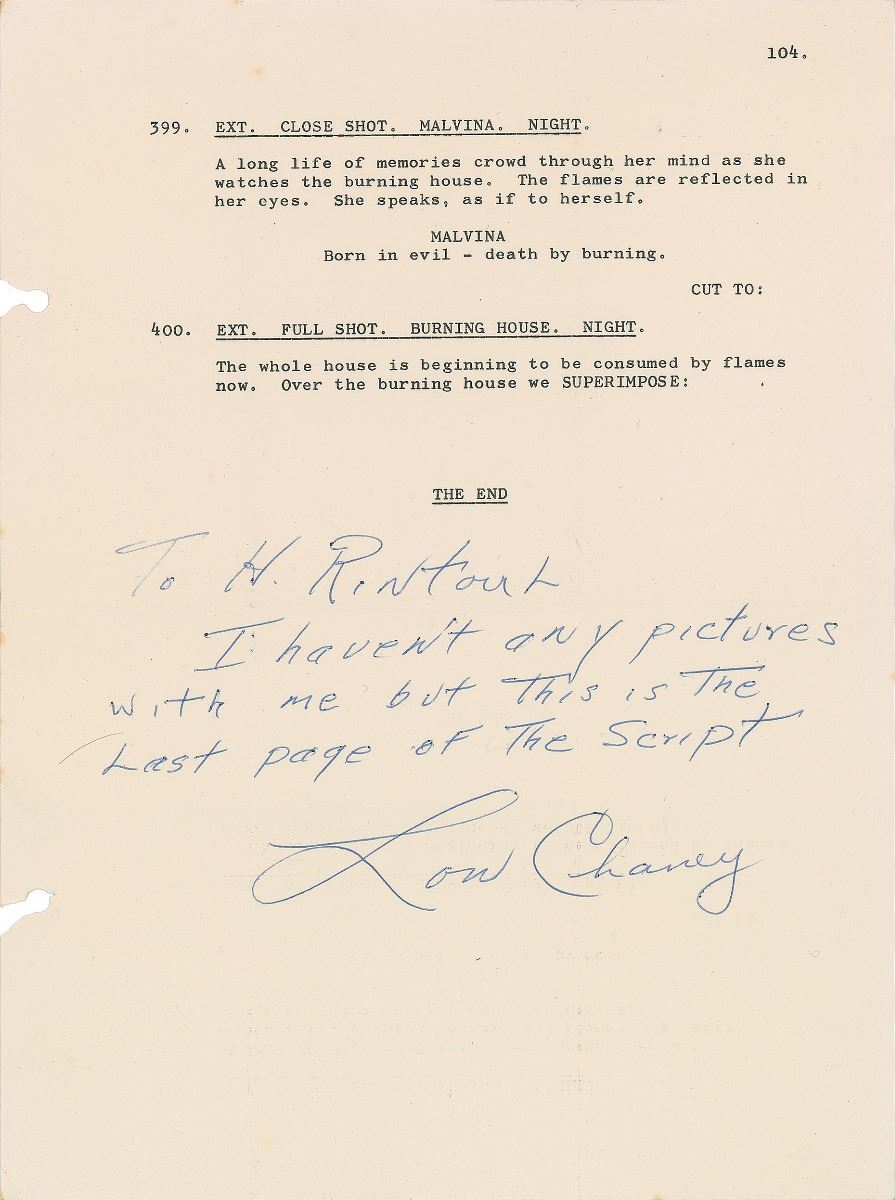 104.
399. EXT. CLOSE SHOT. MALVINA. NIGHT.
A long life of memories crowd through her mind as she
watches the burning house. The flames are reflected in
her eyes. She speaks, as if to herself.
MALVINA
Born in evil - death by burning.
CUT TO:
400. EXT. FULL SHOT. BURNING HOUSE. NIGHT.
The whole house is beginning to be consumed by flames
now. Over the burning house we SUPERIMPOSE:
THE END
To H. Rintoul
I haven't any pictures
with me but this is The
Last page of The Script
Lon Chaney